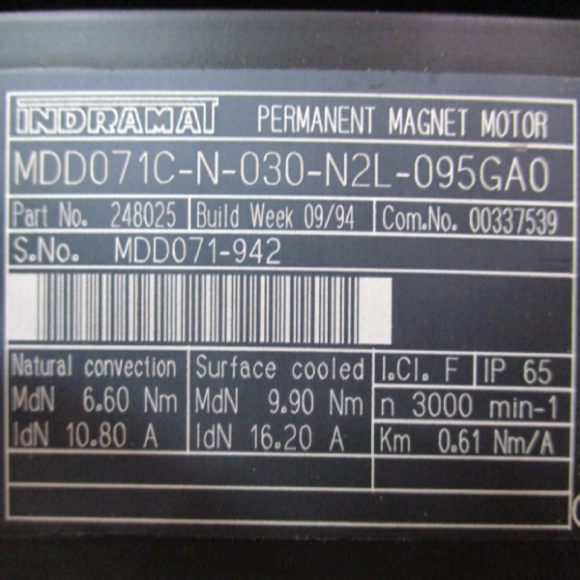 INDRAMAT PERMANENT MAGNET MOTOR
MDD071C-N-030-N2L-095GA0
Part No. 248025 Build Week 09/94 Com.No. 00337539
S.No. MDD071-942
Natural convection Surface cooled I.Cl. F IP 65
MdN 6.60 Nm MdN 9.90 Nm n 3000 min-1
IdN 10.80 A IdN 16.20 A Km 0.61 Nm/A